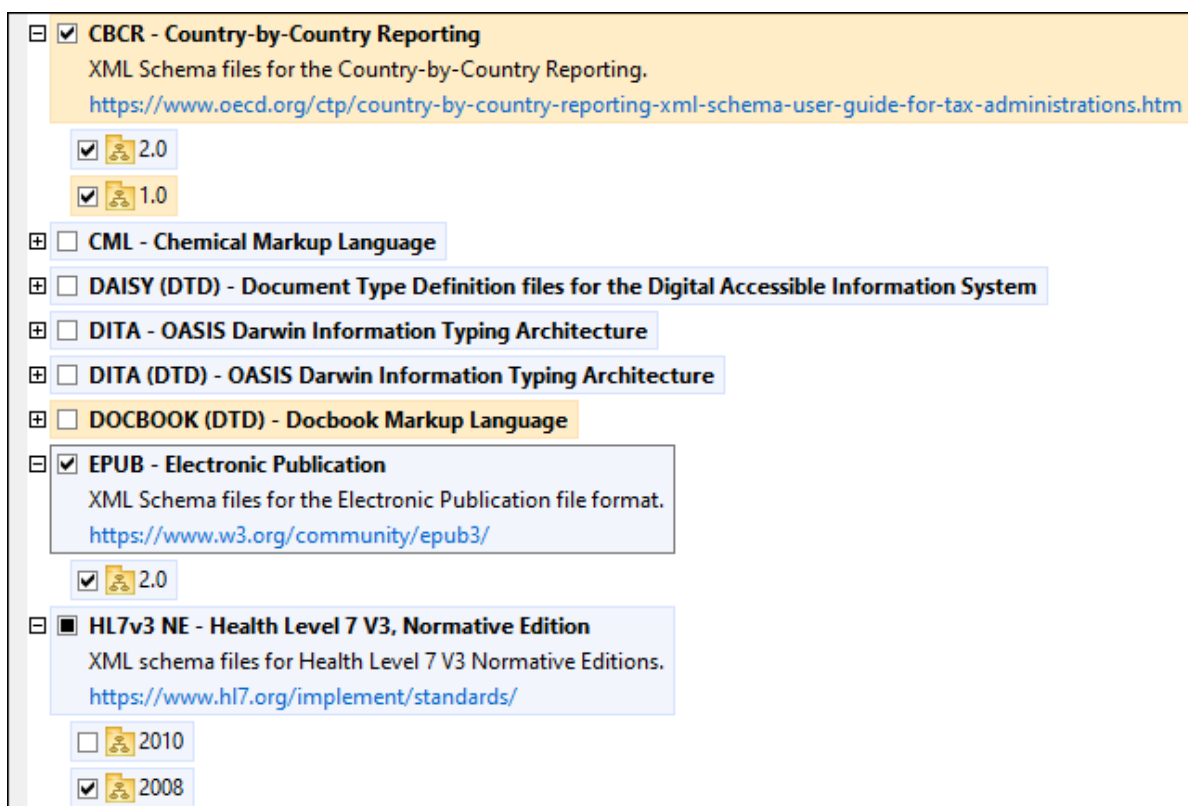 CBCR - Country-by-Country Reporting
XML Schema files for the Country-by-Country Reporting.
https://www.oecd.org/ctp/country-by-country-reporting-xml-schema-user-guide-for-tax-administrations.htm
2.0
1.0
CML - Chemical Markup Language
DAISY (DTD) - Document Type Definition files for the Digital Accessible Information System
DITA - OASIS Darwin Information Typing Architecture
DITA (DTD) - OASIS Darwin Information Typing Architecture
DOCBOOK (DTD) - Docbook Markup Language
EPUB - Electronic Publication
XML Schema files for the Electronic Publication file format.
https://www.w3.org/community/epub3/
2.0
HL7v3 NE - Health Level 7 V3, Normative Edition
XML schema files for Health Level 7 V3 Normative Editions.
https://www.hl7.org/implement/standards/
2010
2008